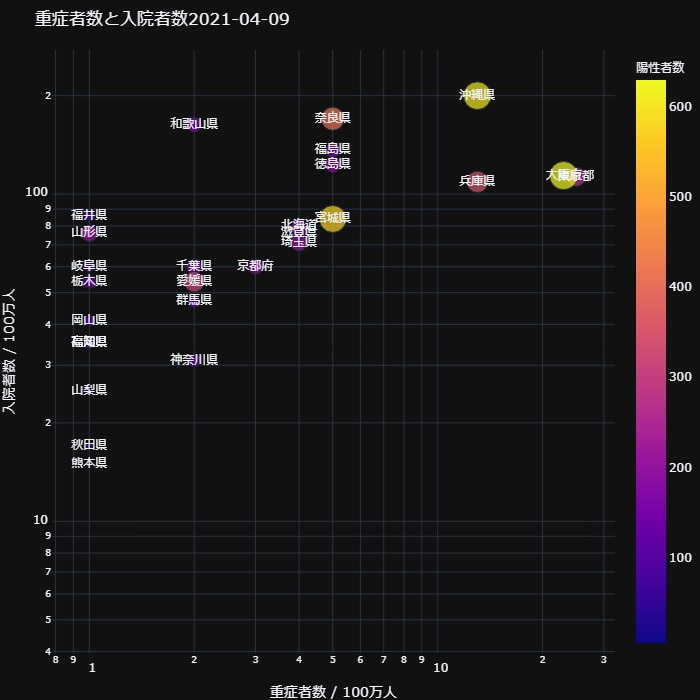 重症者数と入院者数2021-04-09
陽性者数
600
500
400
300
200
100
入院者数 / 100万人
2
100
9
8
7
6
5
4
3
2
10
9
8
7
6
5
4
沖縄県
奈良県
和歌山県
福島県
徳島県
兵庫県
大阪府
東京都
福井県
宮城県
山形県
北海道
滋賀県
埼玉県
岐阜県
千葉県
京都府
栃木県
愛媛県
群馬県
岡山県
神奈川県
山梨県
秋田県
熊本県
8
9
1
2
3
4
5
6
7
8
9
10
2
3
重症者数 / 100万人